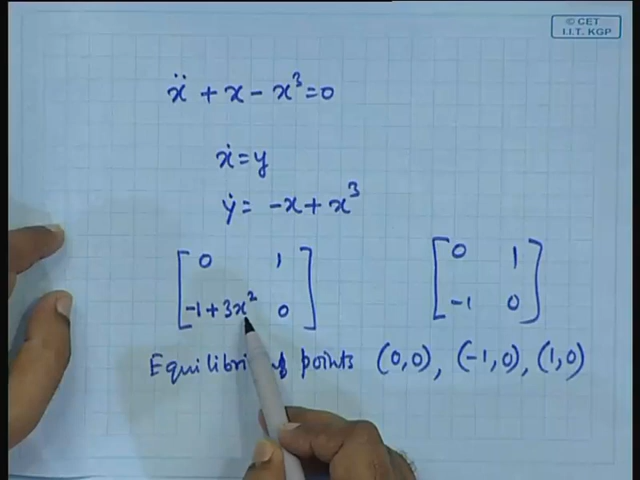 © CET
I.I.T. KGP
ẍ + x - x³ = 0
ẋ = y
ẏ = -x + x³
[ 0 1 ] [ 0 1 ]
[ -1+3x² 0 ] [ -1 0 ]
points (0,0), (-1,0), (1,0)